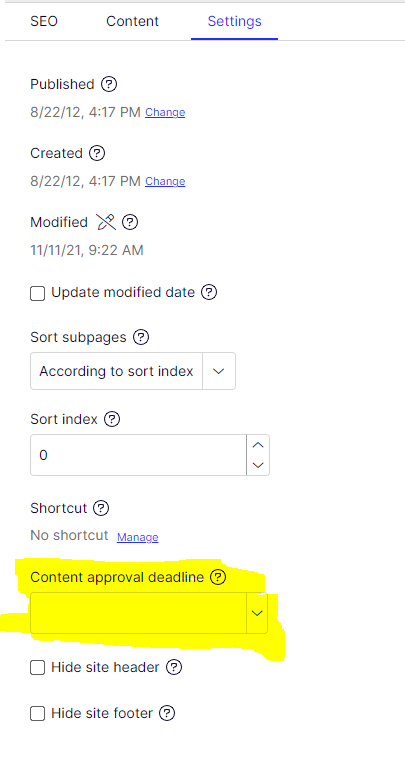 SEO Content Settings
Published
8/22/12, 4:17 PM Change
Created
8/22/12, 4:17 PM Change
Modified
11/11/21, 9:22 AM
Update modified date
Sort subpages
According to sort index
Sort index
0
Shortcut
No shortcut Manage
Content approval deadline
Hide site header
Hide site footer